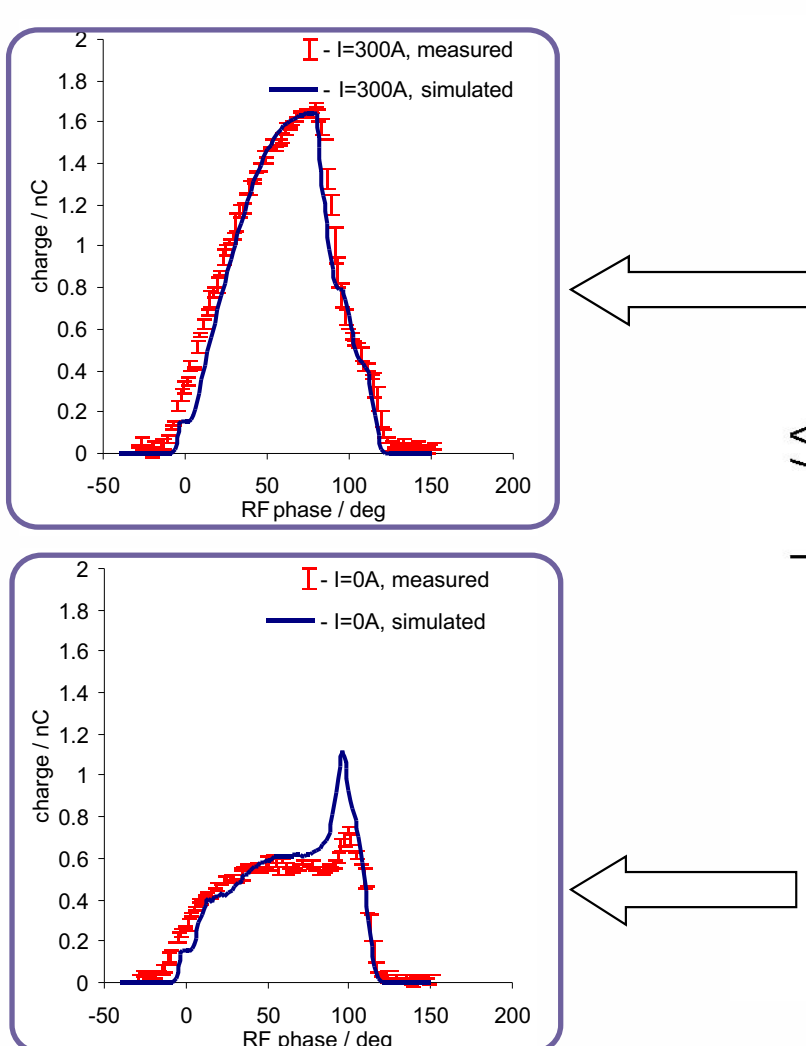 2
- I=300A, measured
1.8
- I=300A, simulated
1.6
1.4
1.2
1
0.8
0.6
0.4
0.2
0
charge / nC
-50 0 50 100 150 200
RF phase / deg
2
- I=0A, measured
1.8
- I=0A, simulated
1.6
1.4
1.2
1
0.8
0.6
0.4
0.2
0
charge / nC
-50 0 50 100 150 200
RF phase / deg